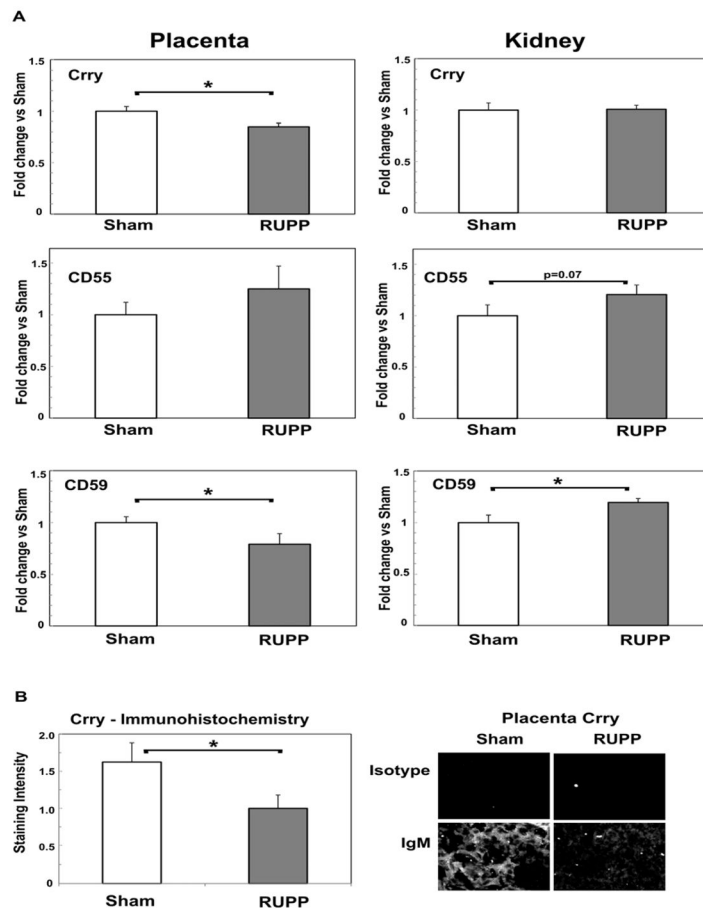 A
Placenta
Kidney
Crry
*
Fold change vs Sham
1.5
1
0.5
0
Sham RUPP
Crry
Fold change vs Sham
1.5
1
0.5
0
Sham RUPP
CD55
Fold change vs Sham
1.5
1
0.5
0
Sham RUPP
CD55
p=0.07
Fold change vs Sham
1.5
1
0.5
0
Sham RUPP
CD59
*
Fold change vs Sham
1.5
1
0.5
0
Sham RUPP
CD59
*
Fold change vs Sham
1.5
1
0.5
0
Sham RUPP
B
Crry - Immunohistochemistry
*
Staining Intensity
2.0
1.5
1.0
0.5
0
Sham RUPP
Placenta Crry
Sham RUPP
Isotype
IgM